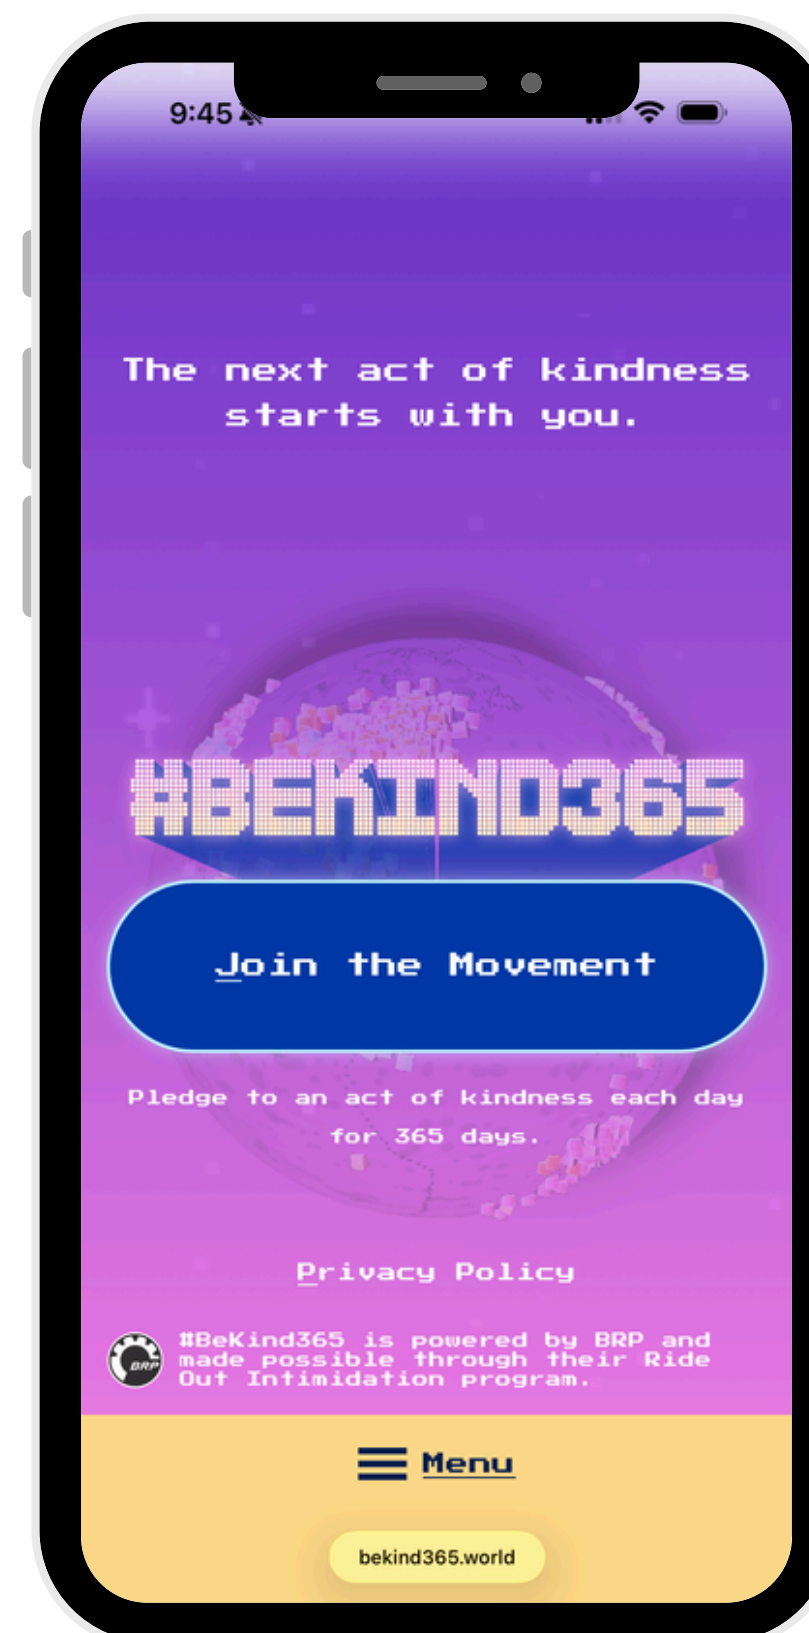 9:45
The next act of kindness
starts with you.
#BEKIND365
Join the Movement
Pledge to an act of kindness each day
for 365 days.
Privacy Policy
BRP
#BeKind365 is powered by BRP and
made possible through their Ride
Out Intimidation program.
Menu
bekind365.world